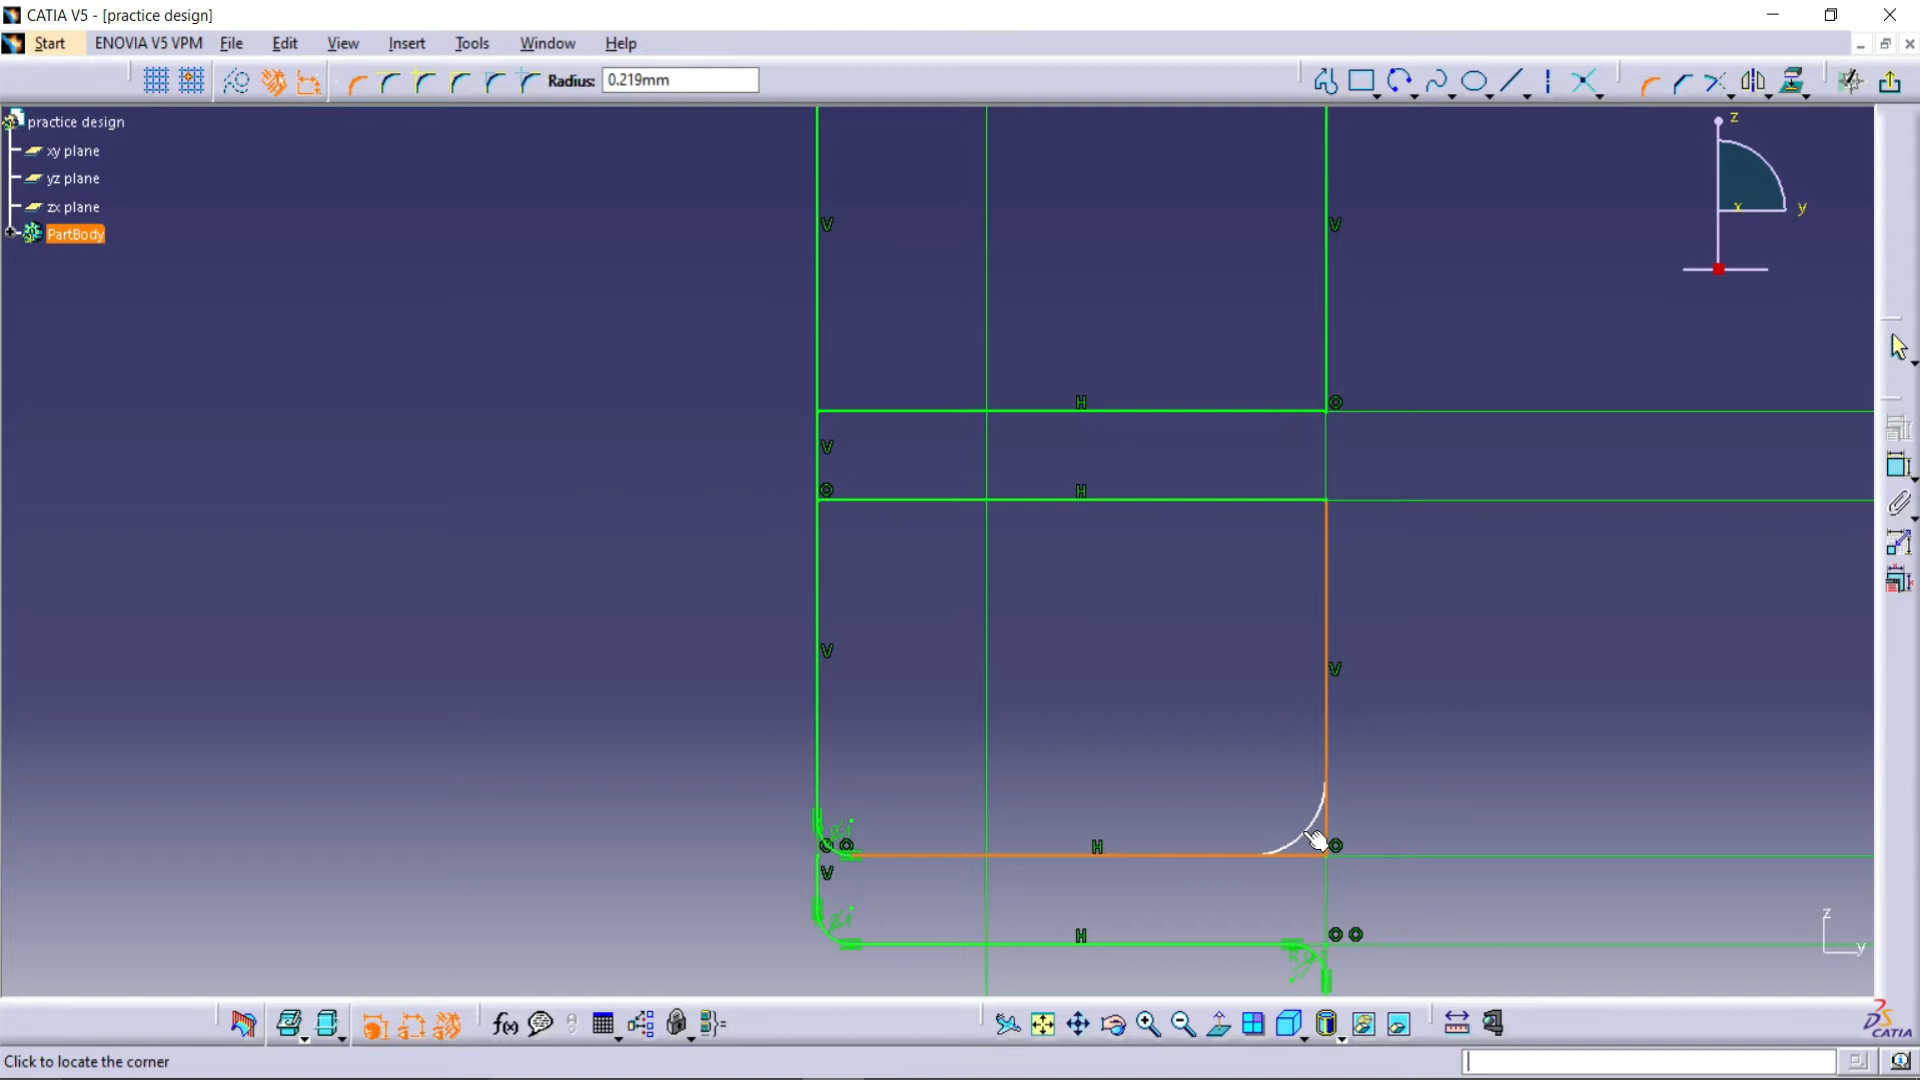 CATIA V5 - [practice design]
Start ENOVIA V5 VPM File Edit View Insert Tools Window Help
Radius: 0.219mm
practice design
xy plane
yz plane
zx plane
PartBody
z
x
y
V V
H
V
H
V V
H
V
H
z
y
f(x)
CATIA
Click to locate the corner